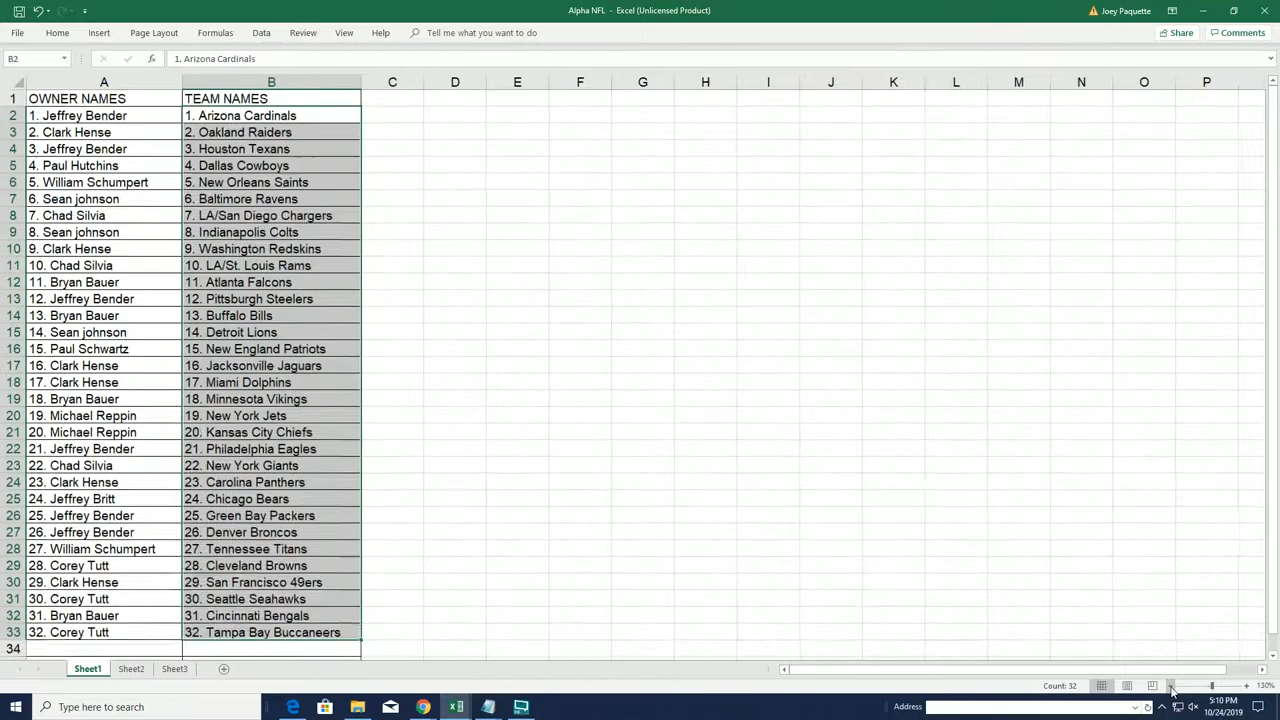 Alpha NFL - Excel (Unlicensed Product)
Joey Paquette
File Home Insert Page Layout Formulas Data Review View Help Tell me what you want to do Share Comments
B2 fx 1. Arizona Cardinals
A B C D E F G H I J K L M N O P
1 OWNER NAMES TEAM NAMES
2 1. Jeffrey Bender 1. Arizona Cardinals
3 2. Clark Hense 2. Oakland Raiders
4 3. Jeffrey Bender 3. Houston Texans
5 4. Paul Hutchins 4. Dallas Cowboys
6 5. William Schumpert 5. New Orleans Saints
7 6. Sean johnson 6. Baltimore Ravens
8 7. Chad Silvia 7. LA/San Diego Chargers
9 8. Sean johnson 8. Indianapolis Colts
10 9. Clark Hense 9. Washington Redskins
11 10. Chad Silvia 10. LA/St. Louis Rams
12 11. Bryan Bauer 11. Atlanta Falcons
13 12. Jeffrey Bender 12. Pittsburgh Steelers
14 13. Bryan Bauer 13. Buffalo Bills
15 14. Sean johnson 14. Detroit Lions
16 15. Paul Schwartz 15. New England Patriots
17 16. Clark Hense 16. Jacksonville Jaguars
18 17. Clark Hense 17. Miami Dolphins
19 18. Bryan Bauer 18. Minnesota Vikings
20 19. Michael Reppin 19. New York Jets
21 20. Michael Reppin 20. Kansas City Chiefs
22 21. Jeffrey Bender 21. Philadelphia Eagles
23 22. Chad Silvia 22. New York Giants
24 23. Clark Hense 23. Carolina Panthers
25 24. Jeffrey Britt 24. Chicago Bears
26 25. Jeffrey Bender 25. Green Bay Packers
27 26. Jeffrey Bender 26. Denver Broncos
28 27. William Schumpert 27. Tennessee Titans
29 28. Corey Tutt 28. Cleveland Browns
30 29. Clark Hense 29. San Francisco 49ers
31 30. Corey Tutt 30. Seattle Seahawks
32 31. Bryan Bauer 31. Cincinnati Bengals
33 32. Corey Tutt 32. Tampa Bay Buccaneers
34
Sheet1 Sheet2 Sheet3
Count: 32 130%
Type here to search Address 5:10 PM
10/24/2019